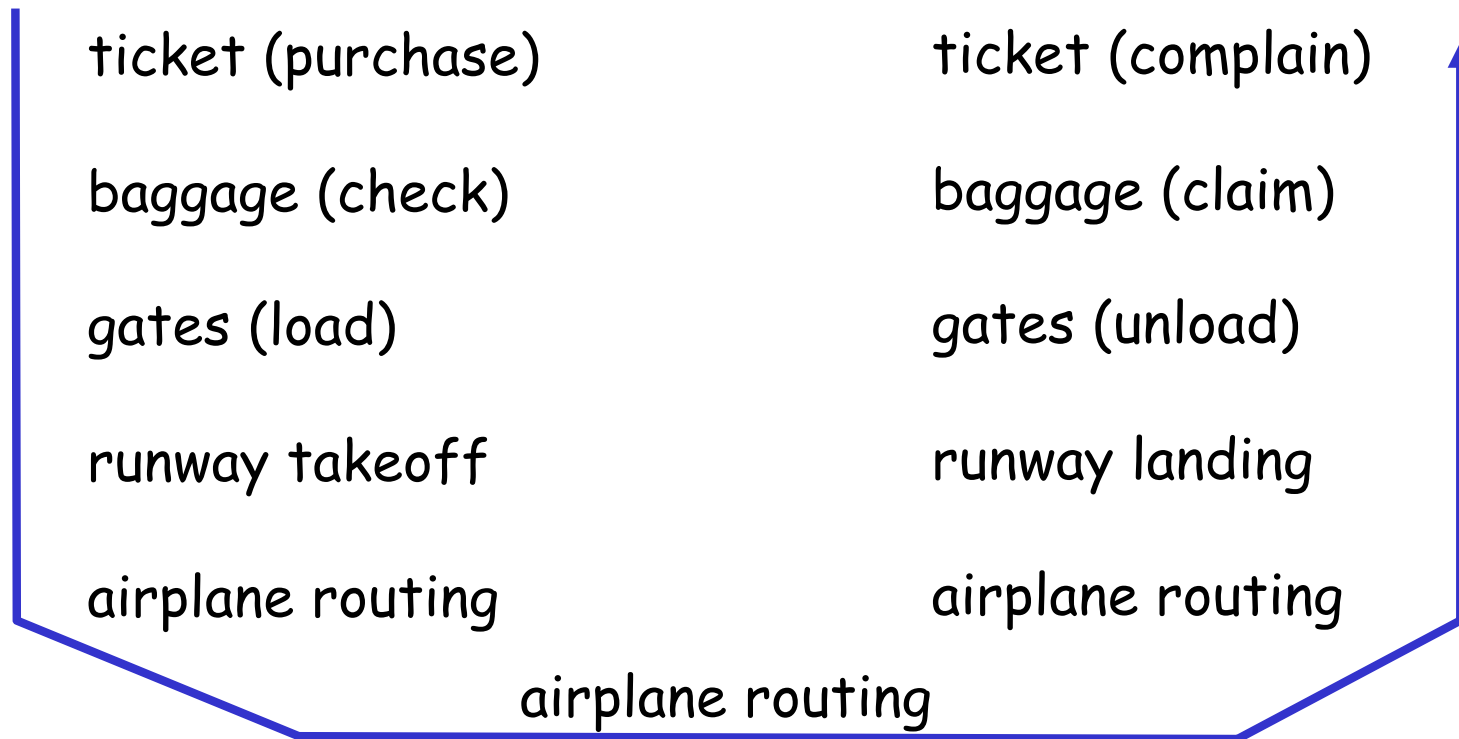 ticket (purchase)
baggage (check)
gates (load)
runway takeoff
airplane routing
ticket (complain)
baggage (claim)
gates (unload)
runway landing
airplane routing
airplane routing